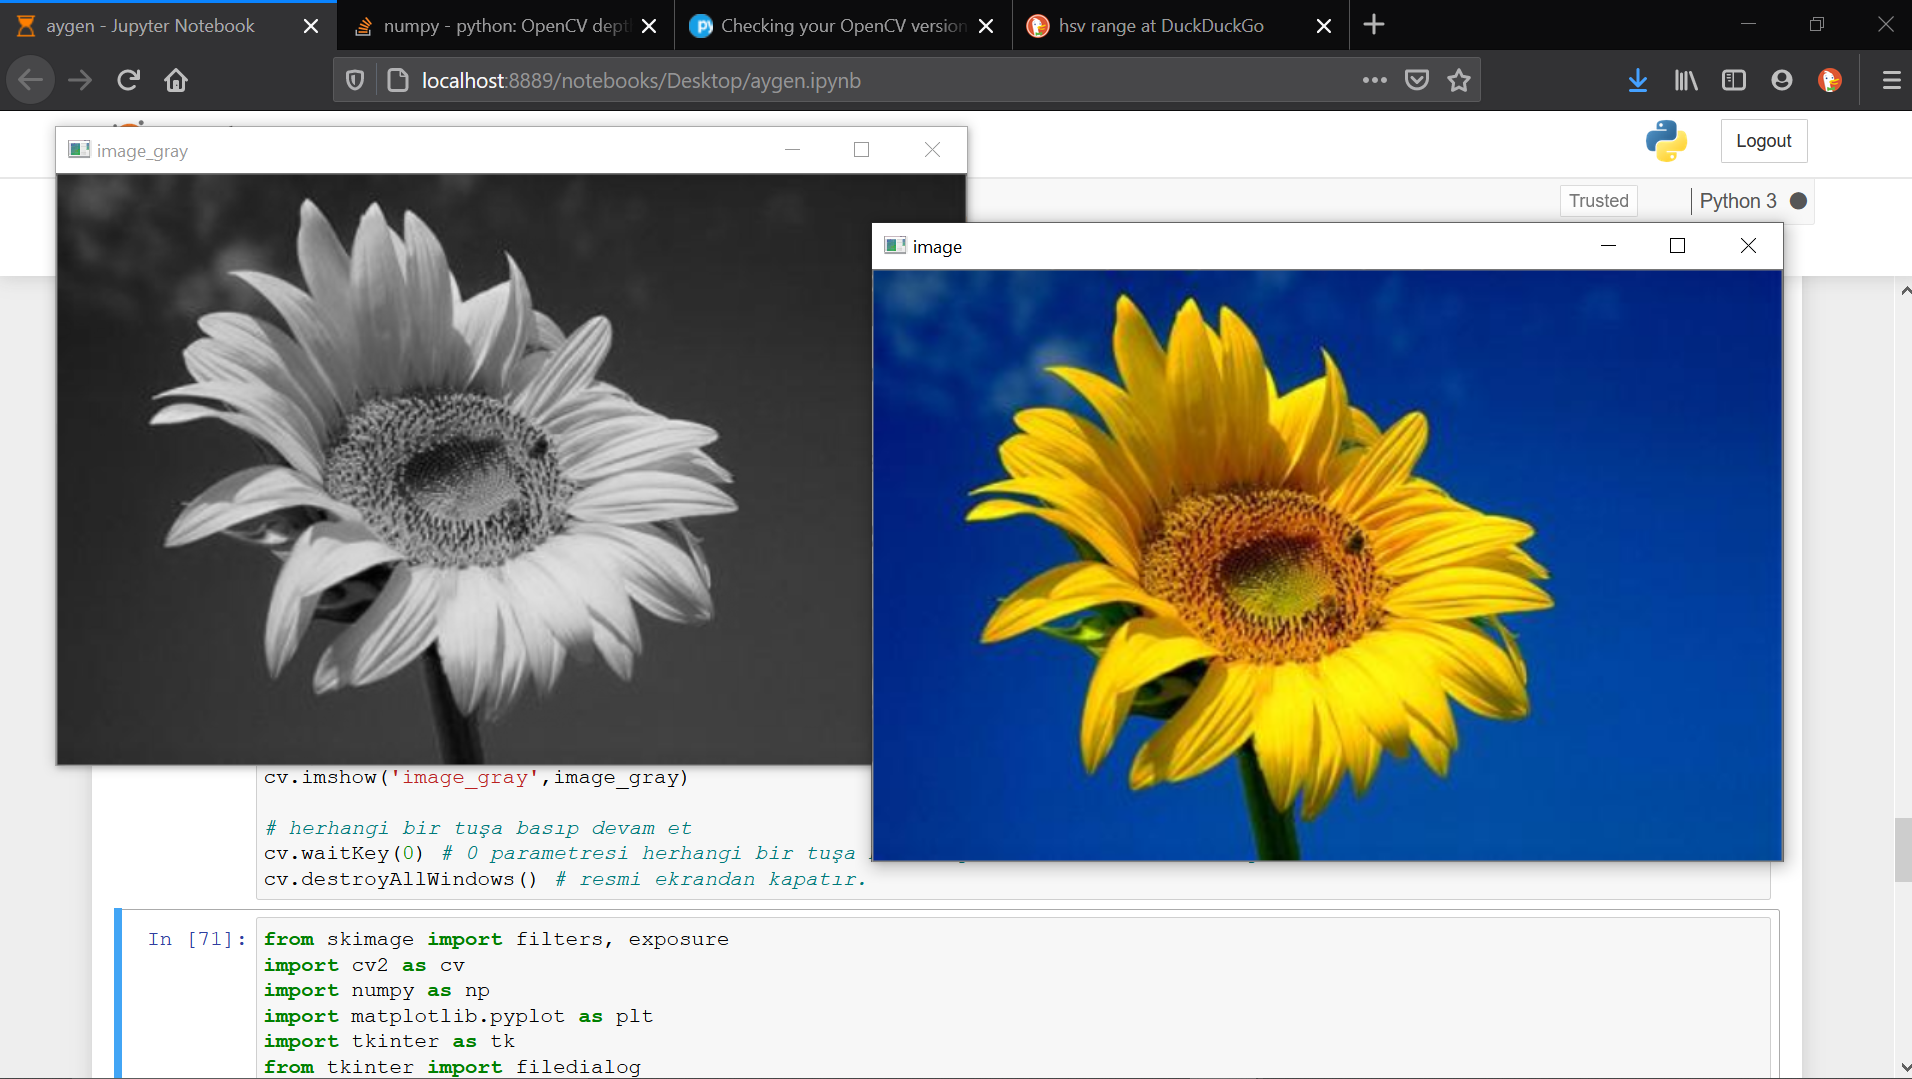 aygen - Jupyter Notebook
numpy - python: OpenCV dept
Checking your OpenCV version
hsv range at DuckDuckGo
localhost:8889/notebooks/Desktop/aygen.ipynb
Logout
Trusted
Python 3
image_gray
image
cv.imshow('image_gray',image_gray)
# herhangi bir tuşa basıp devam et
cv.waitKey(0) # 0 parametresi herhangi bir tuşa
cv.destroyAllWindows() # resmi ekrandan kapatır.
In [71]:
from skimage import filters, exposure
import cv2 as cv
import numpy as np
import matplotlib.pyplot as plt
import tkinter as tk
from tkinter import filedialog